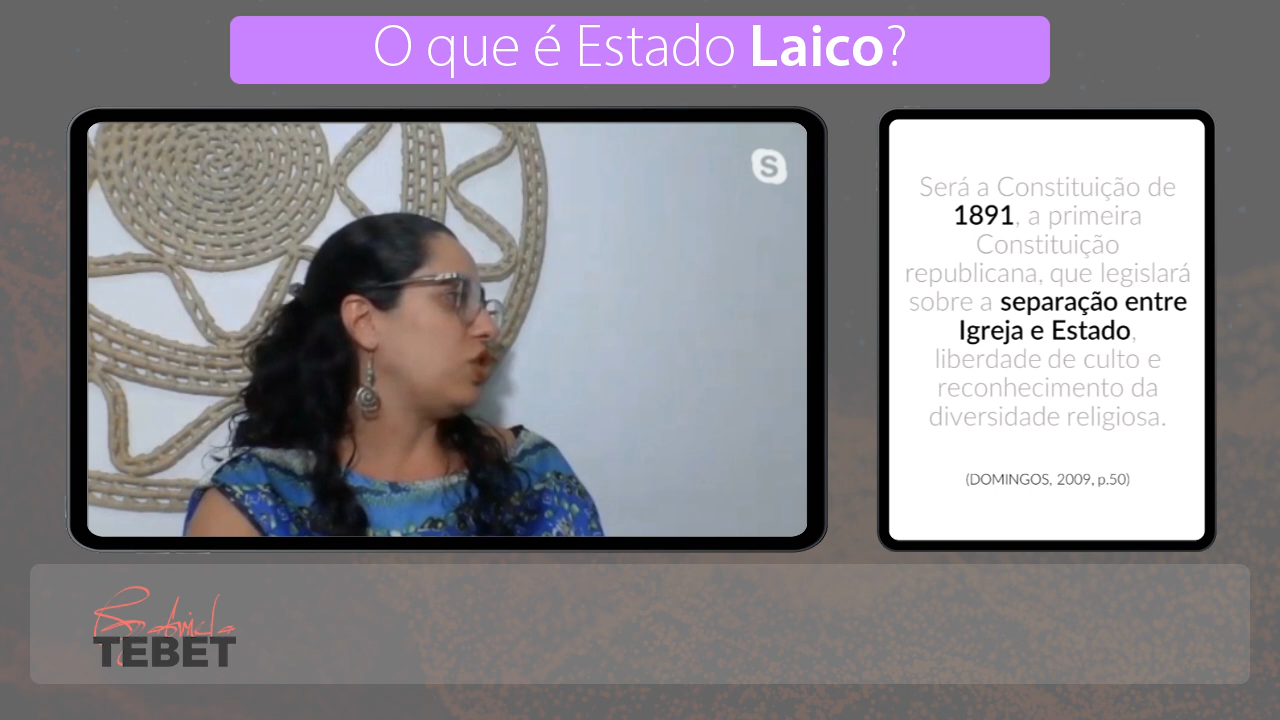 O que é Estado Laico?
S
Será a Constituição de
1891, a primeira
Constituição
republicana, que legislará
sobre a separação entre
Igreja e Estado,
liberdade de culto e
reconhecimento da
diversidade religiosa.
(DOMINGOS, 2009, p.50)
Gabriela
TEBET